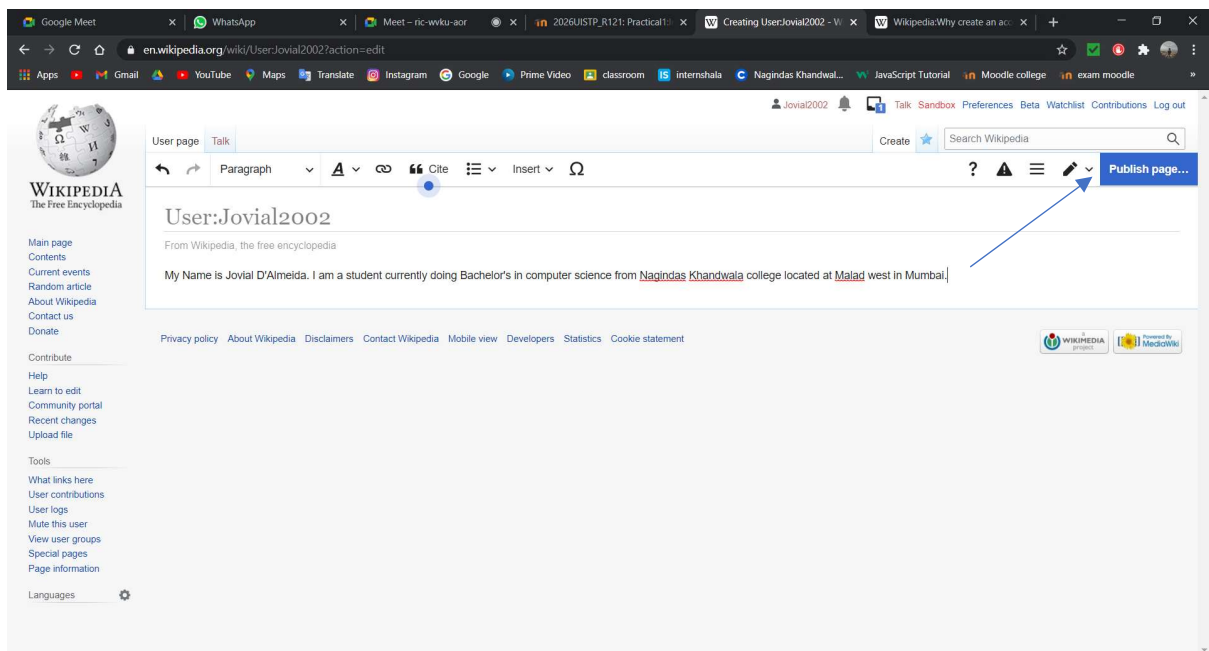 Google Meet WhatsApp Meet – ric-wvku-aor 2026UISTP_R121: Practical1: Creating User:Jovial2002 - W Wikipedia:Why create an acc
en.wikipedia.org/wiki/User:Jovial2002?action=edit
Apps Gmail YouTube Maps Translate Instagram Google Prime Video classroom internshala Nagindas Khandwal... JavaScript Tutorial Moodle college exam moodle »
Jovial2002 1 Talk Sandbox Preferences Beta Watchlist Contributions Log out
User page Talk Create Search Wikipedia
Paragraph A Cite Insert Ω ? Publish page...
WIKIPEDIA
The Free Encyclopedia
User:Jovial2002
From Wikipedia, the free encyclopedia
My Name is Jovial D'Almeida. I am a student currently doing Bachelor's in computer science from Nagindas Khandwala college located at Malad west in Mumbai.
Main page
Contents
Current events
Random article
About Wikipedia
Contact us
Donate
Contribute
Help
Learn to edit
Community portal
Recent changes
Upload file
Tools
What links here
User contributions
User logs
Mute this user
View user groups
Special pages
Page information
Languages
Privacy policy About Wikipedia Disclaimers Contact Wikipedia Mobile view Developers Statistics Cookie statement
a WIKIMEDIA project Powered By MediaWiki